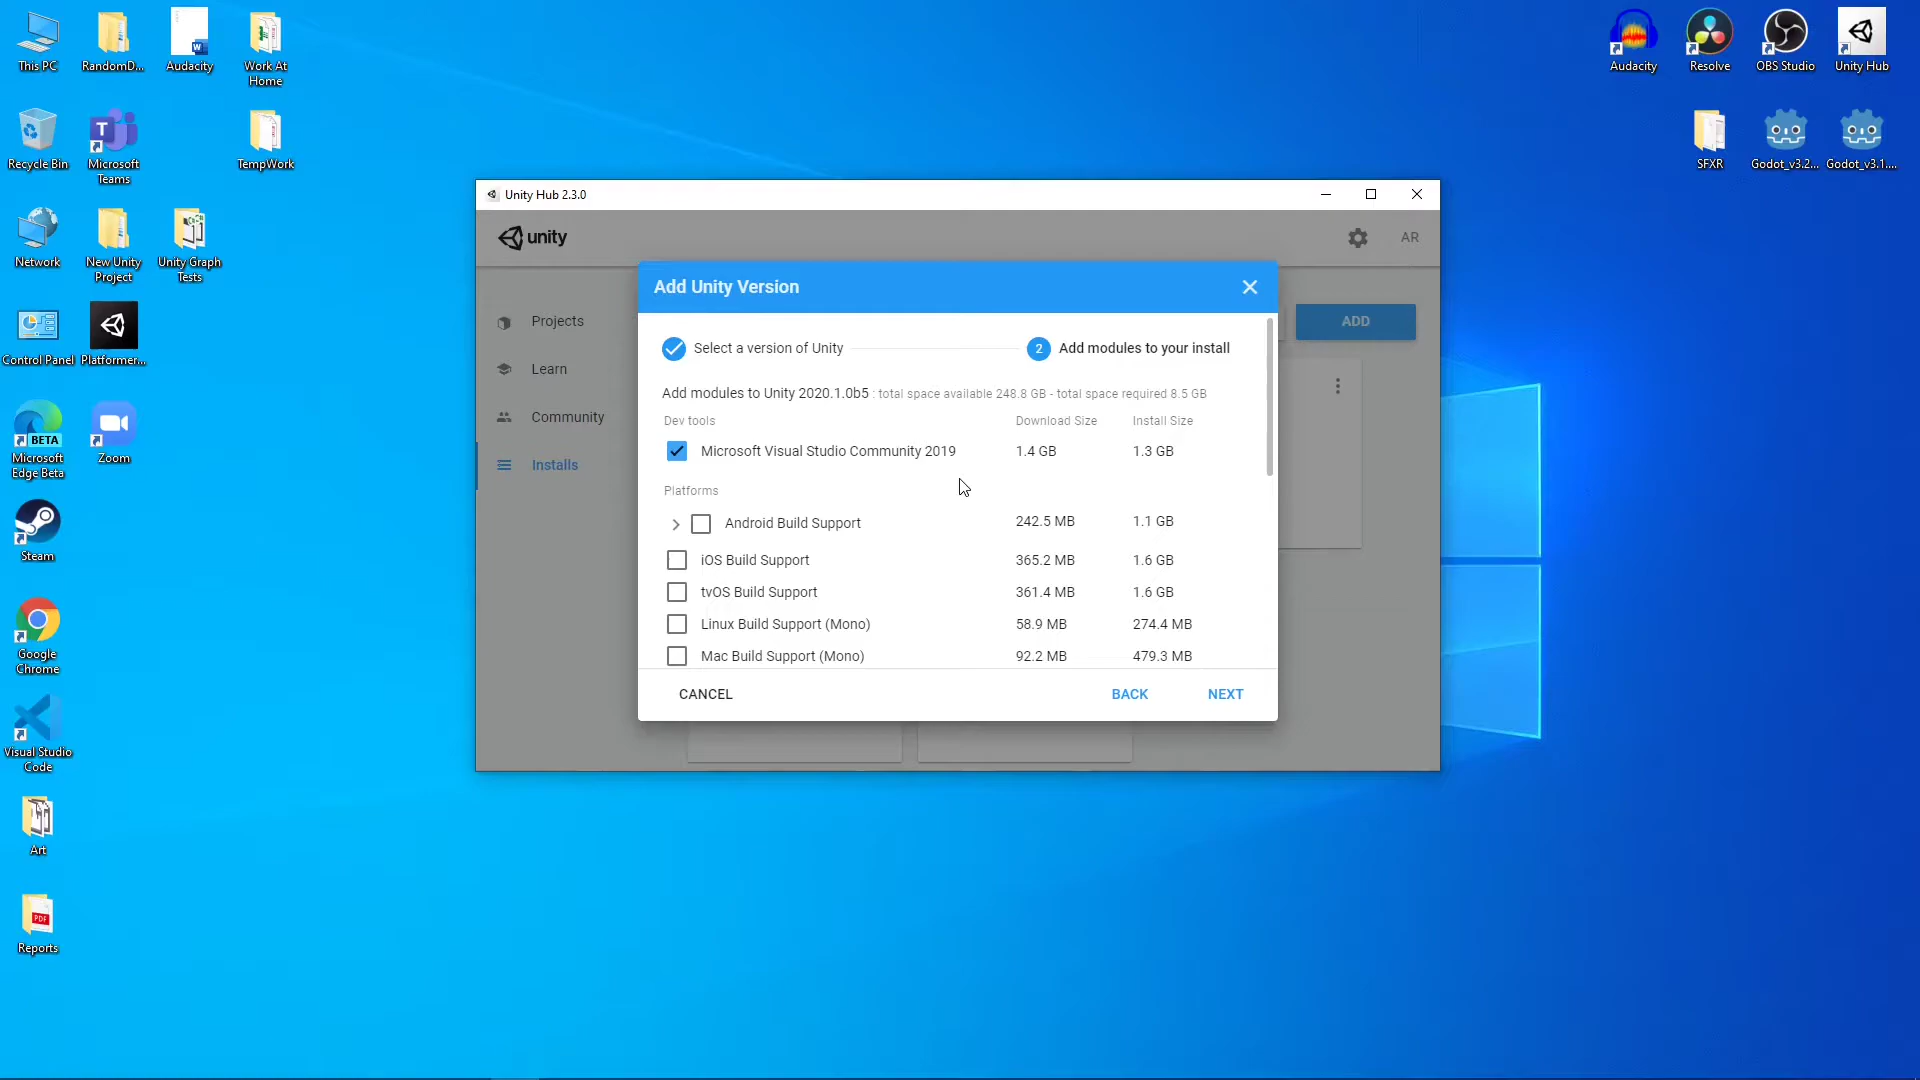 This PC
RandomD...
Audacity
Work At
Home
Audacity
Resolve
OBS Studio
Unity Hub
Recycle Bin
Microsoft
Teams
TempWork
SFXR
Godot_v3.2...
Godot_v3.1....
Network
New Unity
Project
Unity Graph
Tests
Control Panel
Platformer...
BETA
Microsoft
Edge Beta
Zoom
Steam
Google
Chrome
Visual Studio
Code
Art
PDF
Reports
Unity Hub 2.3.0
unity
AR
Projects
Learn
Community
Installs
ADD
Add Unity Version
Select a version of Unity
2 Add modules to your install
Add modules to Unity 2020.1.0b5 : total space available 248.8 GB - total space required 8.5 GB
Dev tools Download Size Install Size
Microsoft Visual Studio Community 2019 1.4 GB 1.3 GB
Platforms
Android Build Support 242.5 MB 1.1 GB
iOS Build Support 365.2 MB 1.6 GB
tvOS Build Support 361.4 MB 1.6 GB
Linux Build Support (Mono) 58.9 MB 274.4 MB
Mac Build Support (Mono) 92.2 MB 479.3 MB
CANCEL BACK NEXT